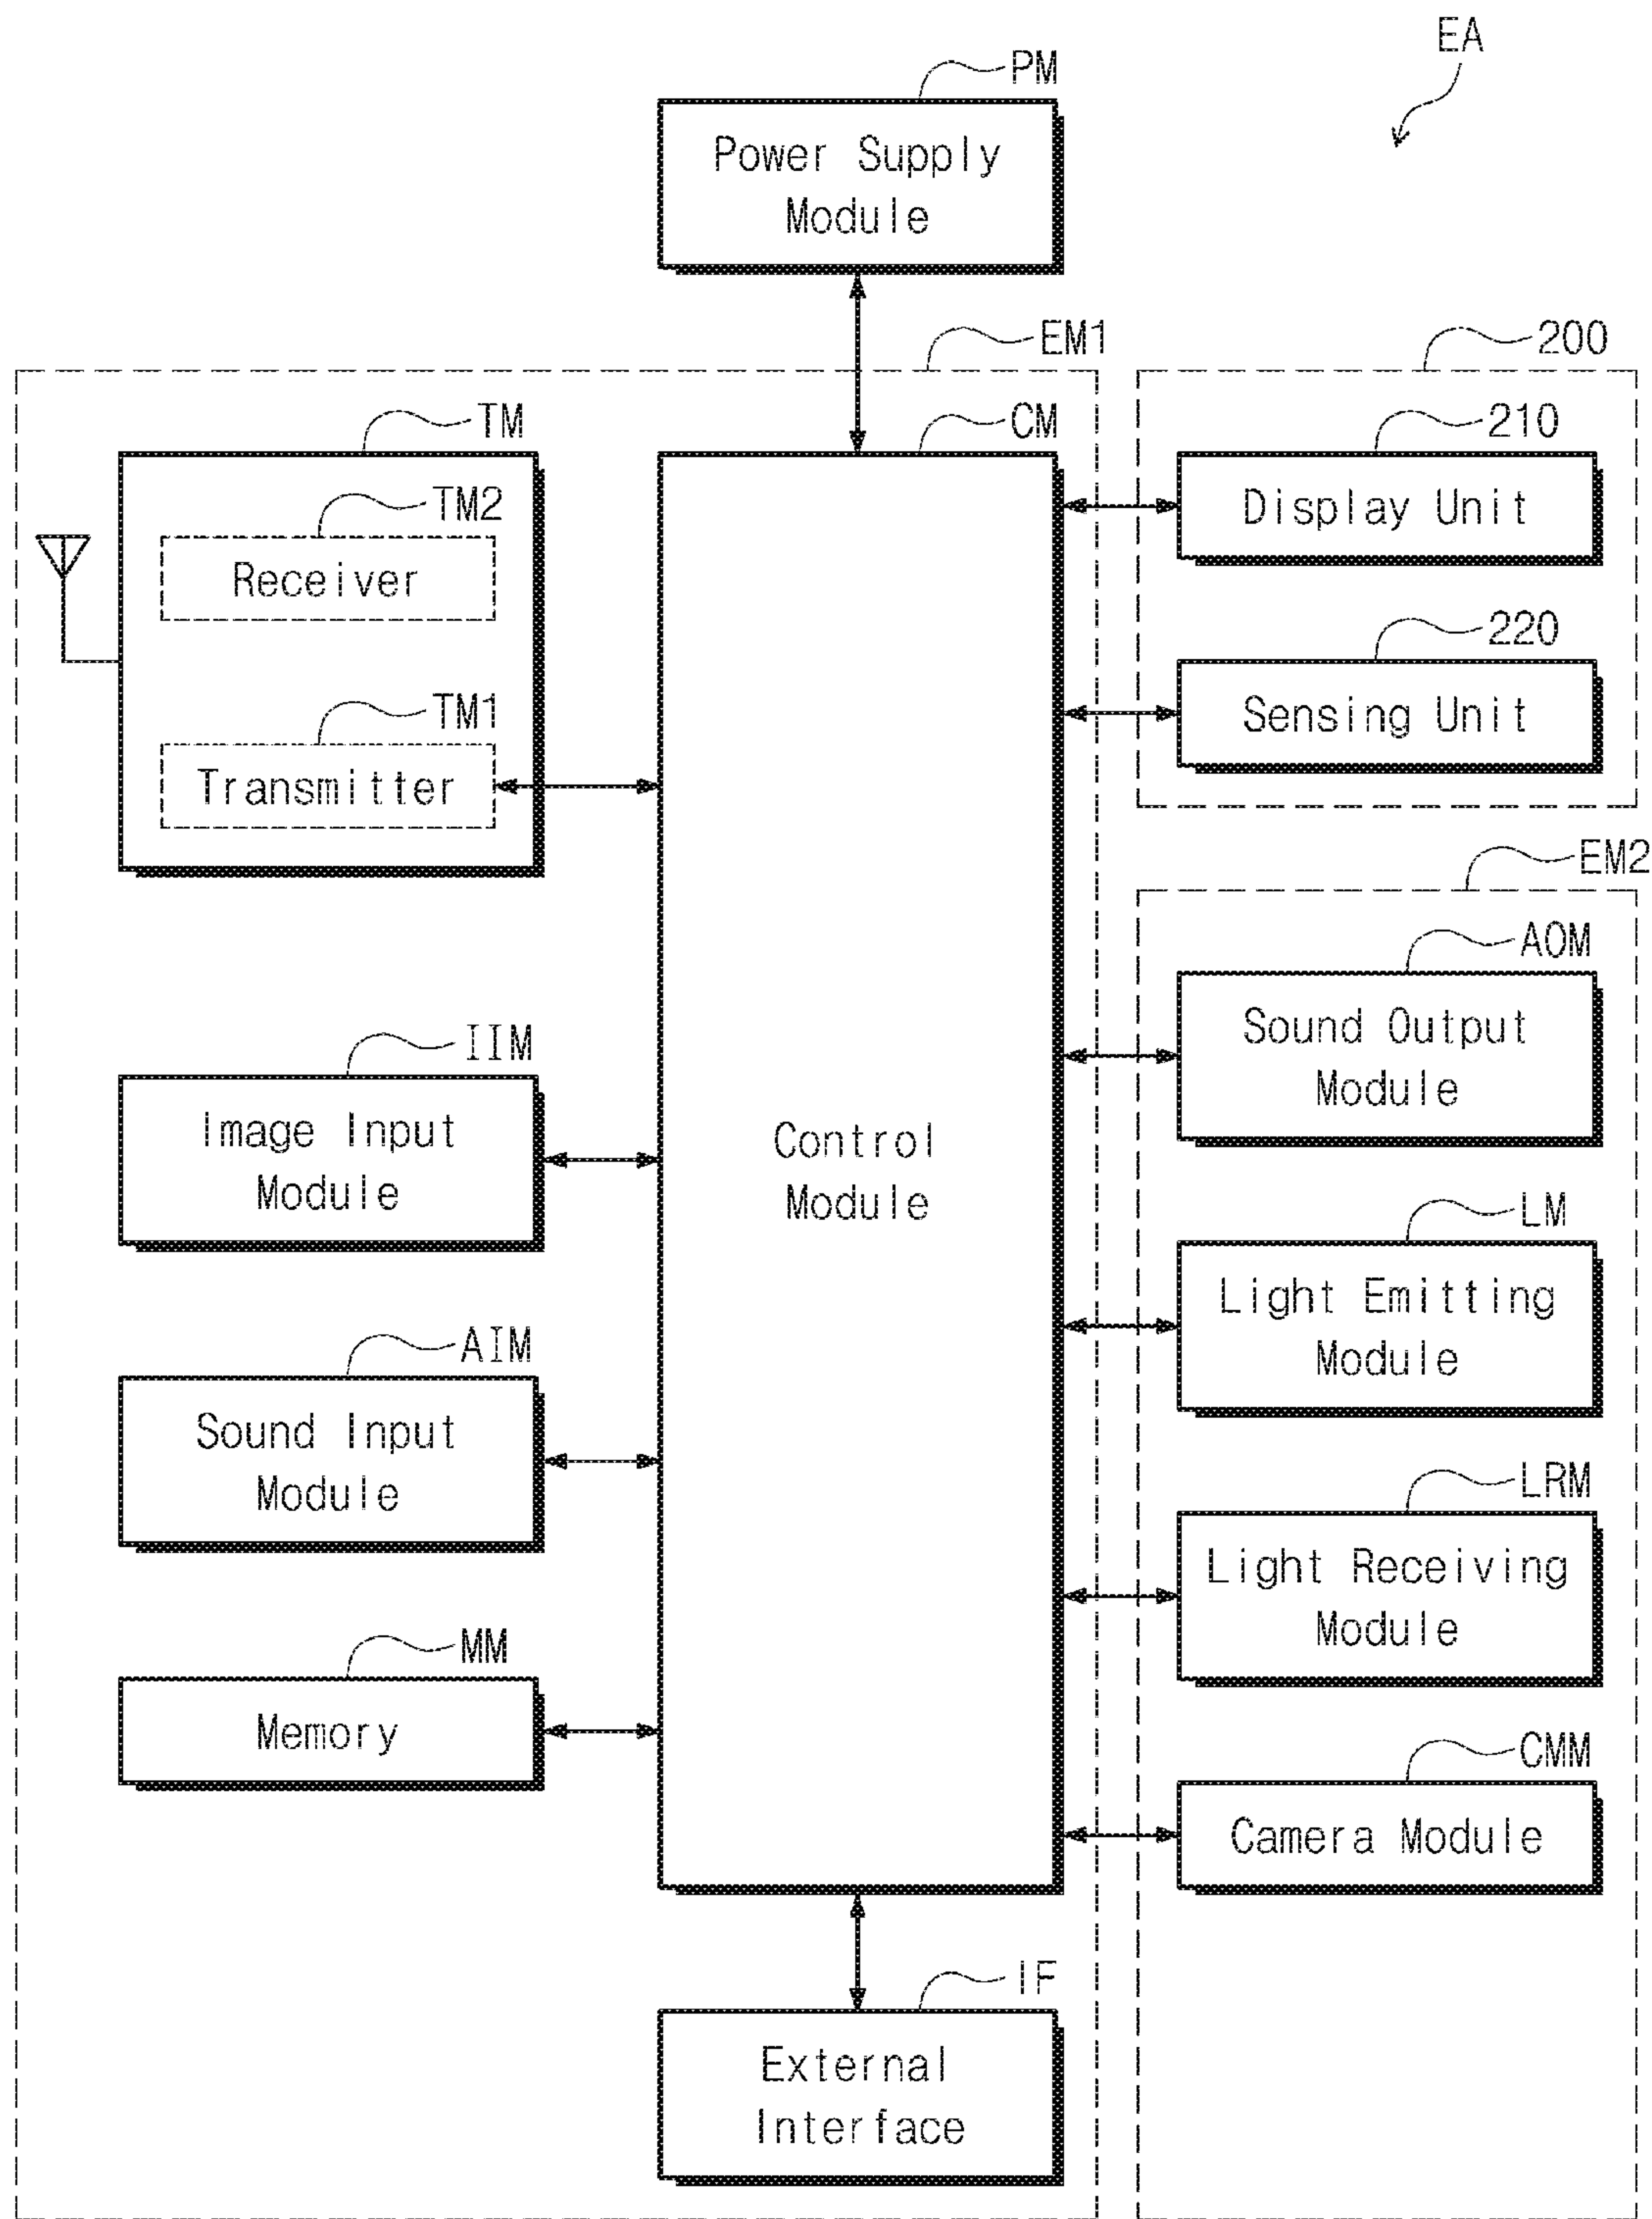 EA
PM
Power Supply
Module
EM1
200
TM
CM
210
TM2
Display Unit
Receiver
220
TM1
Sensing Unit
Transmitter
EM2
AOM
Sound Output
Module
IIM
Image Input
Module
Control
Module
LM
Light Emitting
Module
AIM
Sound Input
Module
LRM
Light Receiving
Module
MM
Memory
CMM
Camera Module
IF
External
Interface